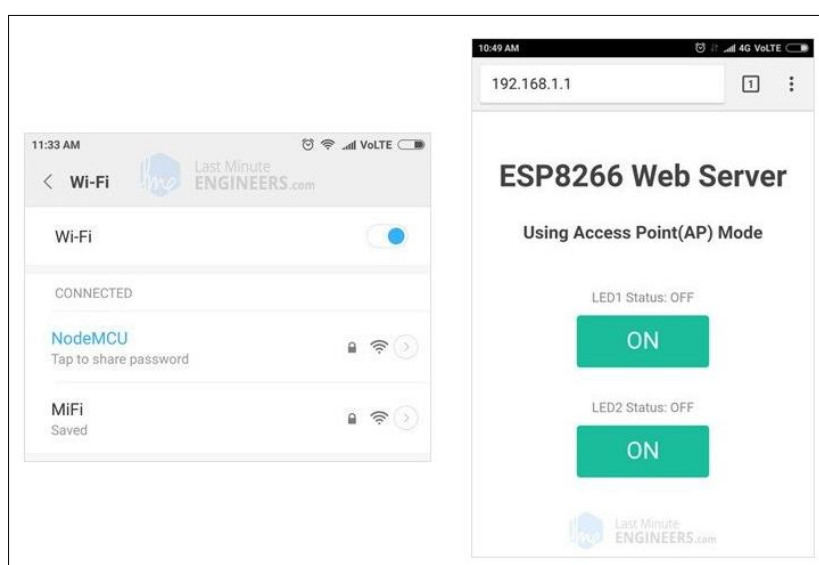 11:33 AM
VoLTE
Wi-Fi
Last Minute
ENGINEERS.com
Wi-Fi
CONNECTED
NodeMCU
Tap to share password
MiFi
Saved
10:49 AM
4G VoLTE
192.168.1.1
1
ESP8266 Web Server
Using Access Point(AP) Mode
LED1 Status: OFF
ON
LED2 Status: OFF
ON
Last Minute
ENGINEERS.com